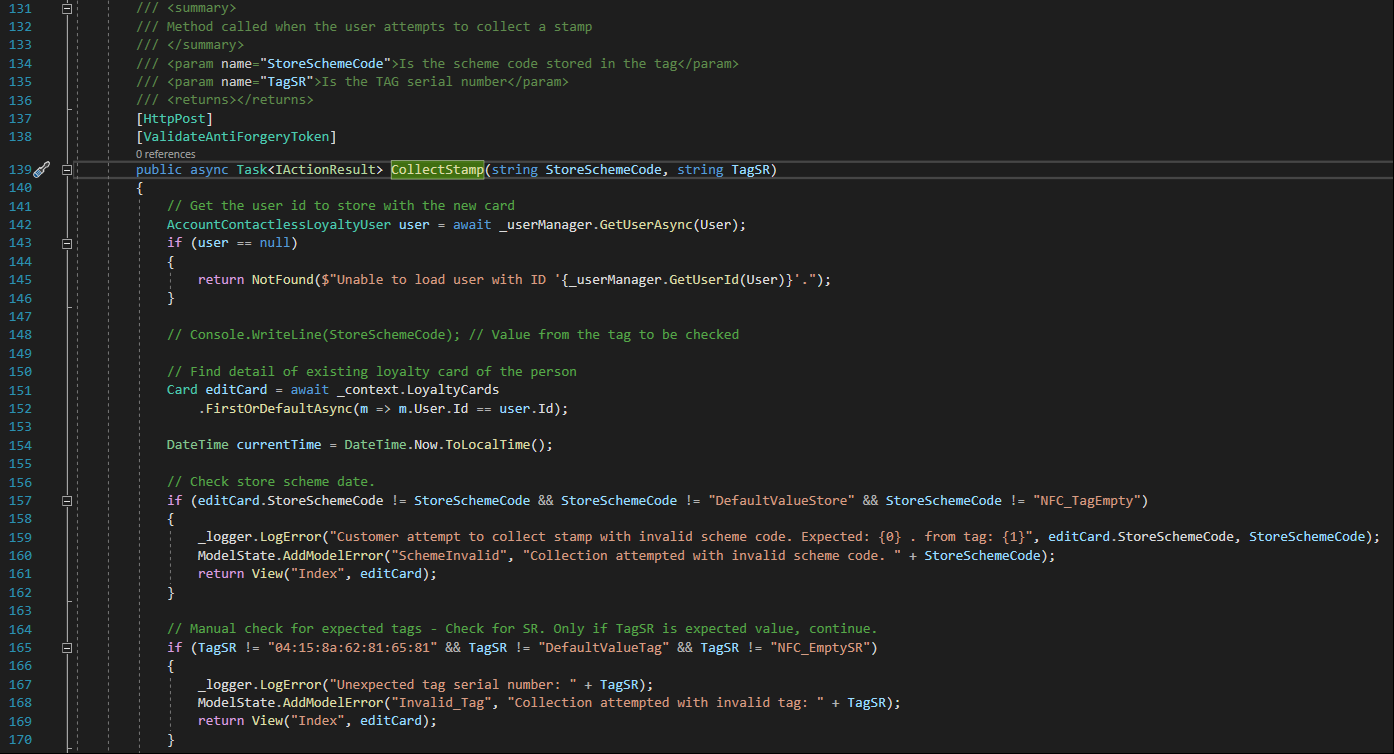 131 /// <summary>
132 /// Method called when the user attempts to collect a stamp
133 /// </summary>
134 /// <param name="StoreSchemeCode">Is the scheme code stored in the tag</param>
135 /// <param name="TagSR">Is the TAG serial number</param>
136 /// <returns></returns>
137 [HttpPost]
138 [ValidateAntiForgeryToken]
0 references
139 public async Task<IActionResult> CollectStamp(string StoreSchemeCode, string TagSR)
140 {
141 // Get the user id to store with the new card
142 AccountContactlessLoyaltyUser user = await _userManager.GetUserAsync(User);
143 if (user == null)
144 {
145 return NotFound($"Unable to load user with ID '{_userManager.GetUserId(User)}'.");
146 }
147
148 // Console.WriteLine(StoreSchemeCode); // Value from the tag to be checked
149
150 // Find detail of existing loyalty card of the person
151 Card editCard = await _context.LoyaltyCards
152 .FirstOrDefaultAsync(m => m.User.Id == user.Id);
153
154 DateTime currentTime = DateTime.Now.ToLocalTime();
155
156 // Check store scheme date.
157 if (editCard.StoreSchemeCode != StoreSchemeCode && StoreSchemeCode != "DefaultValueStore" && StoreSchemeCode != "NFC_TagEmpty")
158 {
159 _logger.LogError("Customer attempt to collect stamp with invalid scheme code. Expected: {0} . from tag: {1}", editCard.StoreSchemeCode, StoreSchemeCode);
160 ModelState.AddModelError("SchemeInvalid", "Collection attempted with invalid scheme code. " + StoreSchemeCode);
161 return View("Index", editCard);
162 }
163
164 // Manual check for expected tags - Check for SR. Only if TagSR is expected value, continue.
165 if (TagSR != "04:15:8a:62:81:65:81" && TagSR != "DefaultValueTag" && TagSR != "NFC_EmptySR")
166 {
167 _logger.LogError("Unexpected tag serial number: " + TagSR);
168 ModelState.AddModelError("Invalid_Tag", "Collection attempted with invalid tag: " + TagSR);
169 return View("Index", editCard);
170 }